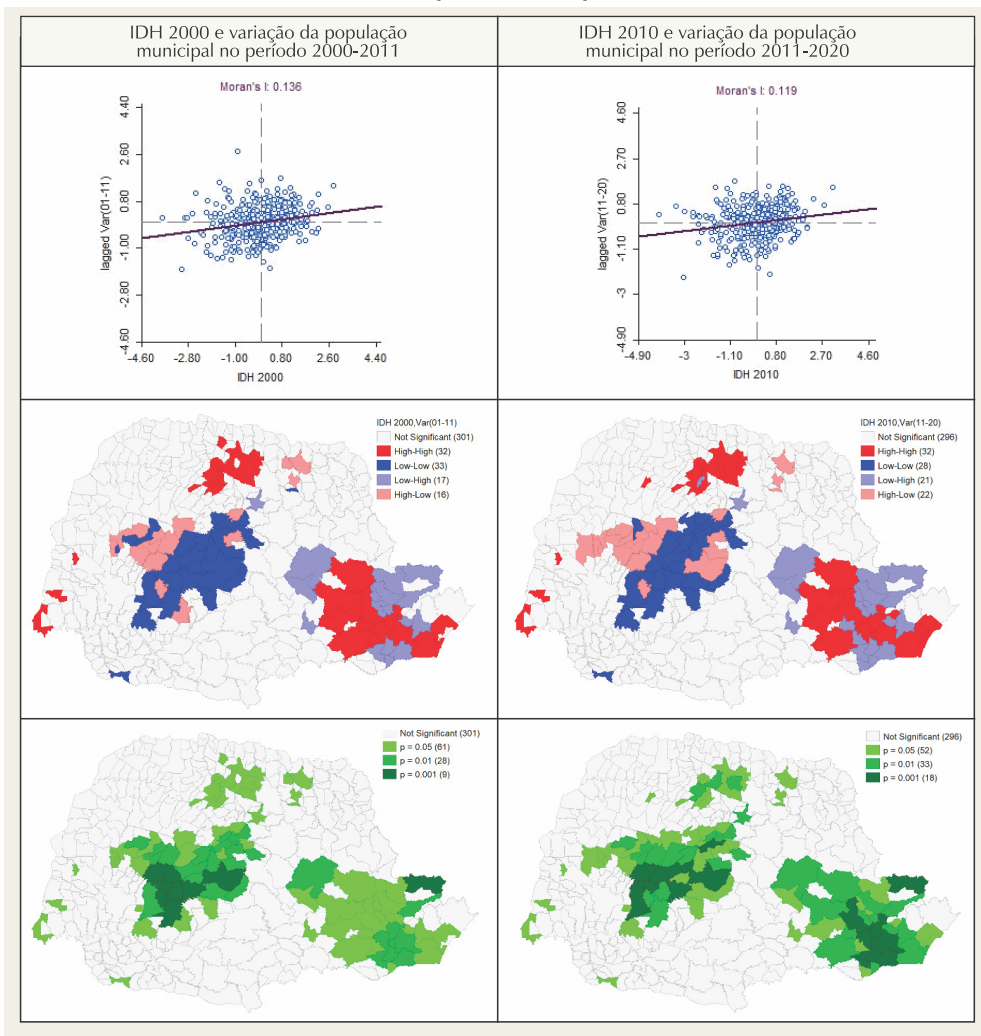 IDH 2000 e variação da população
municipal no período 2000-2011
IDH 2010 e variação da população
municipal no período 2011-2020
Moran's I: 0.136
lagged Var(01-11)
4.40
2.60
0.80
-1.00
-2.80
-4.60
-4.60 -2.80 -1.00 0.80 2.60 4.40
IDH 2000
Moran's I: 0.119
lagged Var(11-20)
4.60
2.70
0.80
-1.10
-3
-4.90
-4.90 -3 -1.10 0.80 2.70 4.60
IDH 2010
IDH 2000,Var(01-11)
Not Significant (301)
High-High (32)
Low-Low (33)
Low-High (17)
High-Low (16)
IDH 2010,Var(11-20)
Not Significant (296)
High-High (32)
Low-Low (28)
Low-High (21)
High-Low (22)
Not Significant (301)
p = 0.05 (61)
p = 0.01 (28)
p = 0.001 (9)
Not Significant (296)
p = 0.05 (52)
p = 0.01 (33)
p = 0.001 (18)